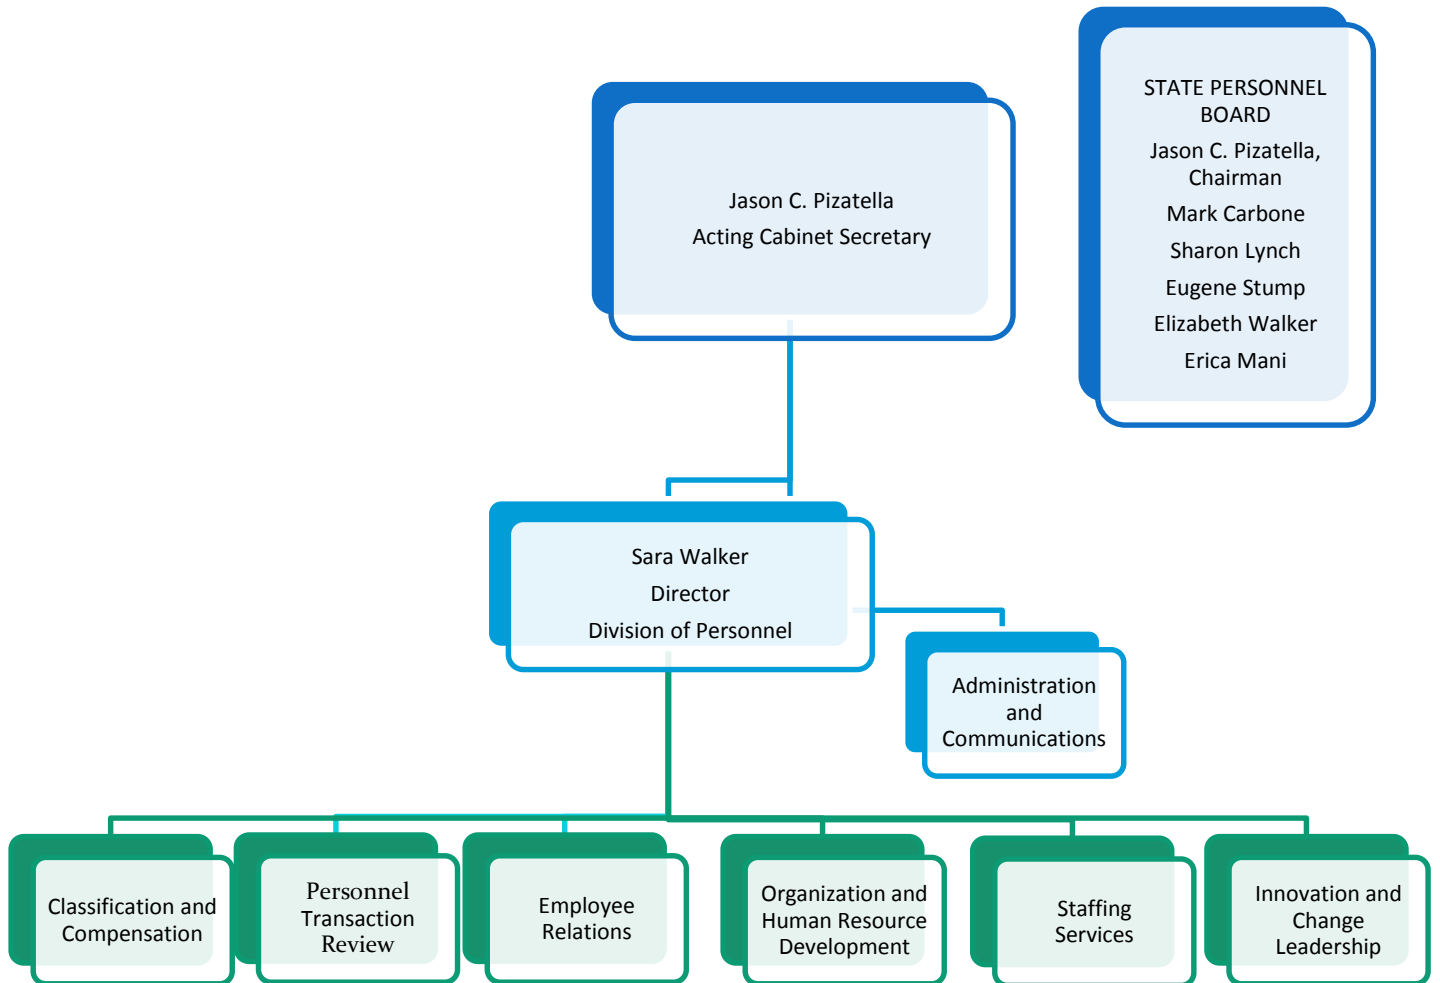 STATE PERSONNEL
BOARD
Jason C. Pizatella,
Chairman
Mark Carbone
Sharon Lynch
Eugene Stump
Elizabeth Walker
Erica Mani
Jason C. Pizatella
Acting Cabinet Secretary
Sara Walker
Director
Division of Personnel
Administration
and
Communications
Classification and
Compensation
Personnel
Transaction
Review
Employee
Relations
Organization and
Human Resource
Development
Staffing
Services
Innovation and
Change
Leadership